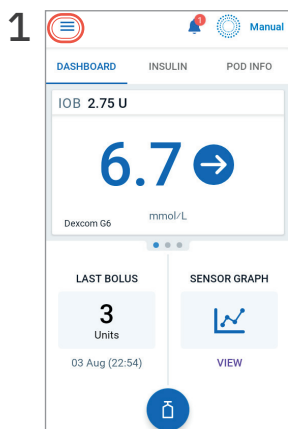 1
1
Manual
DASHBOARD INSULIN POD INFO
IOB 2.75 U
6.7
mmol/L
Dexcom G6
LAST BOLUS SENSOR GRAPH
3
Units
03 Aug (22:54) VIEW